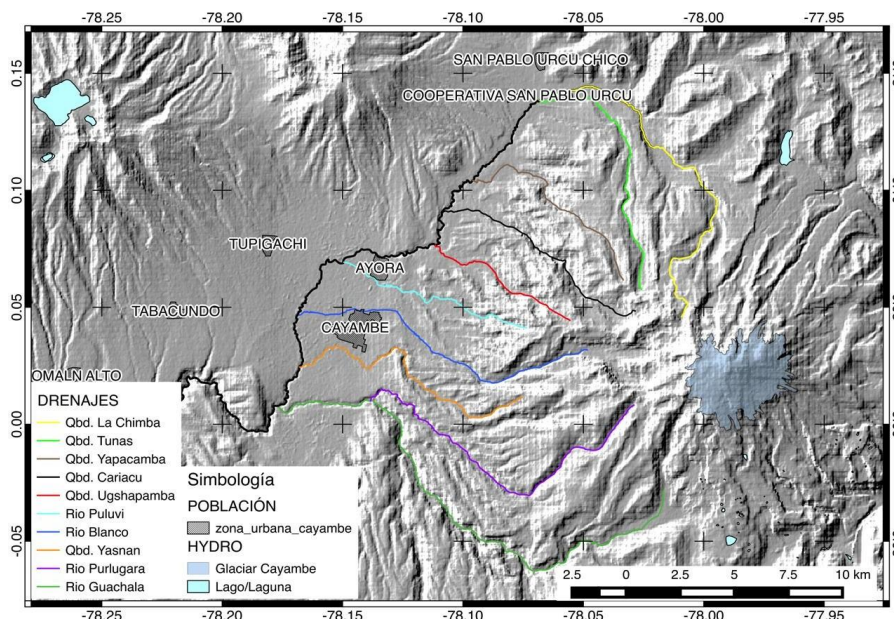 -78.25 -78.20 -78.15 -78.10 -78.05 -78.00 -77.95
SAN PABLO URCU CHICO
0.15
COOPERATIVA SAN PABLO URCU
0.10
TUPIGACHI
AYORA
0.05
TABACUNDO
CAYAMBE
OMALN ALTO
DRENAJES
Qbd. La Chimba
0.00
Qbd. Tunas
Qbd. Yapacamba
Qbd. Cariacu
Qbd. Ugshapamba
Rio Puluvi
Rio Blanco
Qbd. Yasnan
Rio Purlugara
Rio Guachala
-0.05
Simbología
POBLACIÓN
zona_urbana_cayambe
HYDRO
Glaciar Cayambe
Lago/Laguna
2.5 0 2.5 5 7.5 10 km
-78.25 -78.20 -78.15 -78.10 -78.05 -78.00 -77.95